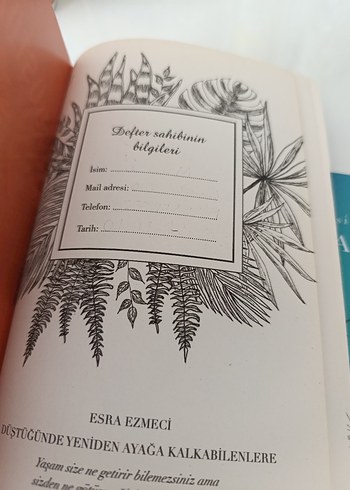 Defter sahibinin
bilgileri
İsim: ........................................
Mail adresi: ..............................
Telefon: ..................................
Tarih: ......................................
ESRA EZMECİ
DÜŞTÜĞÜNDE YENİDEN AYAĞA KALKABİLENLERE
Yaşam size ne getirir bilemezsiniz ama
sizden ne